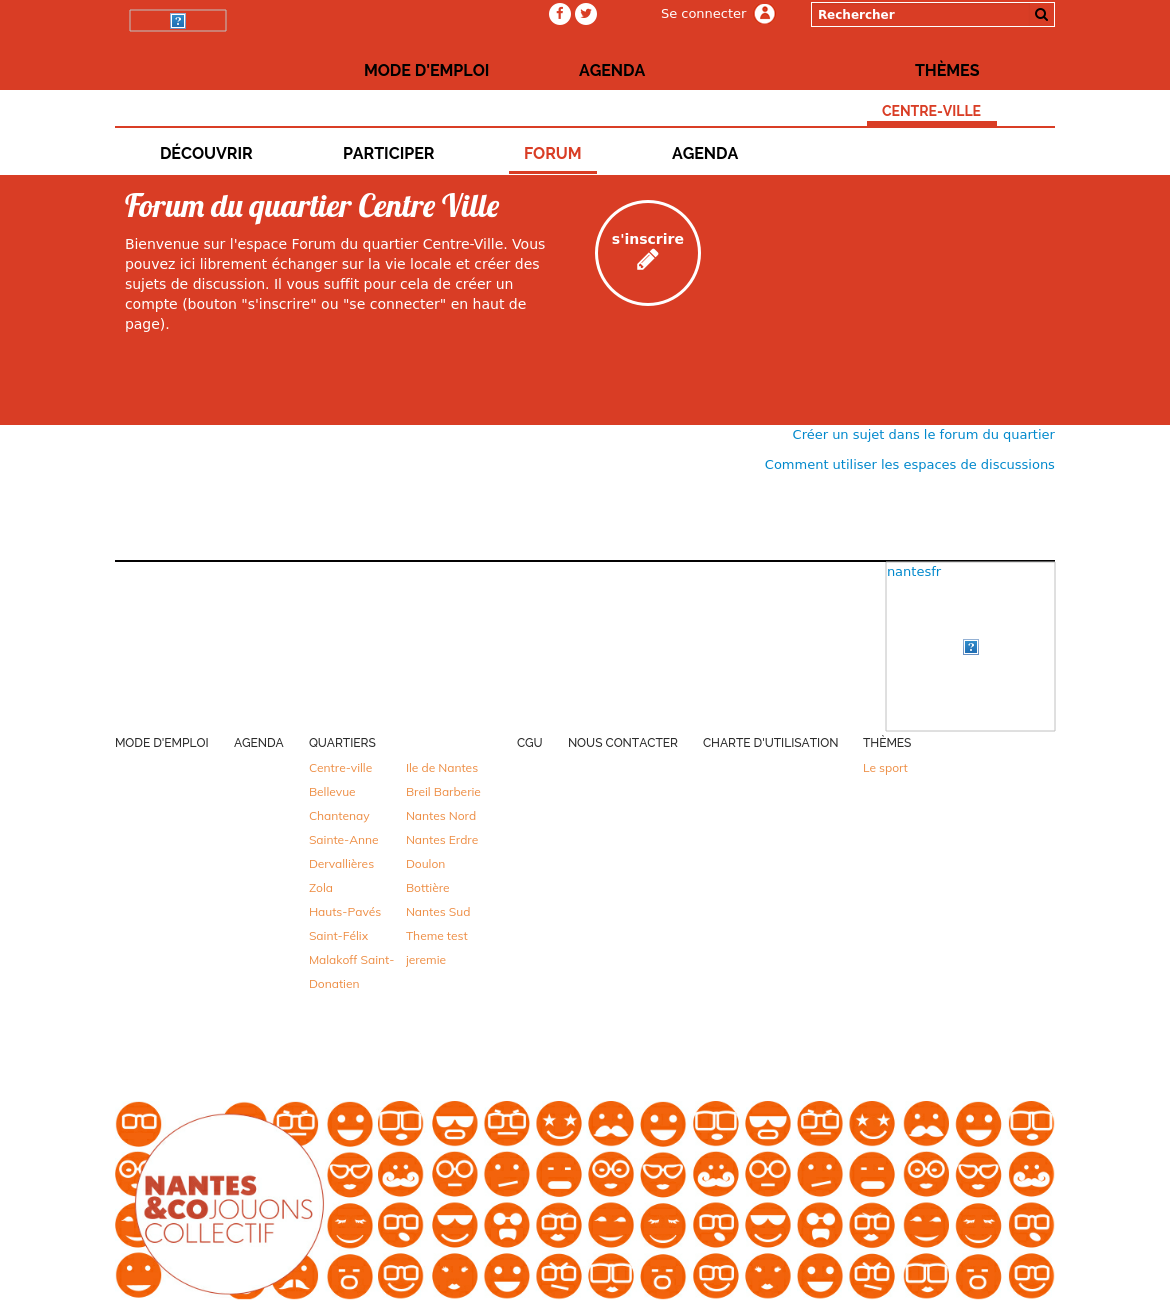 Se connecter
Rechercher
MODE D'EMPLOI AGENDA THÈMES
CENTRE-VILLE
DÉCOUVRIR PARTICIPER FORUM AGENDA
Forum du quartier Centre Ville
Bienvenue sur l'espace Forum du quartier Centre-Ville. Vous
pouvez ici librement échanger sur la vie locale et créer des
sujets de discussion. Il vous suffit pour cela de créer un
compte (bouton "s'inscrire" ou "se connecter" en haut de
page).
s'inscrire
Créer un sujet dans le forum du quartier
Comment utiliser les espaces de discussions
nantesfr
MODE D'EMPLOI AGENDA QUARTIERS CGU NOUS CONTACTER CHARTE D'UTILISATION THÈMES
Centre-ville
Bellevue
Chantenay
Sainte-Anne
Dervallières
Zola
Hauts-Pavés
Saint-Félix
Malakoff Saint-
Donatien
Ile de Nantes
Breil Barberie
Nantes Nord
Nantes Erdre
Doulon
Bottière
Nantes Sud
Theme test
jeremie
Le sport
NANTES
&COJOUONS
COLLECTIF